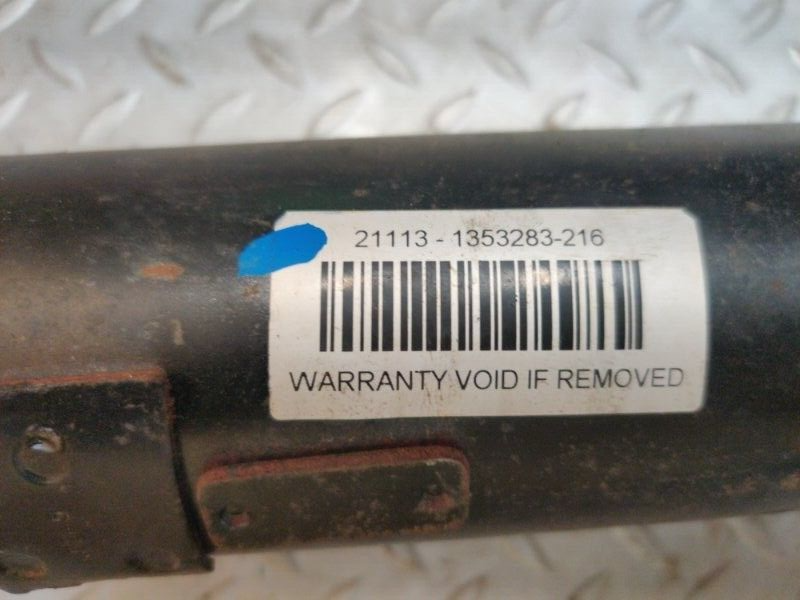 21113 - 1353283-216
WARRANTY VOID IF REMOVED